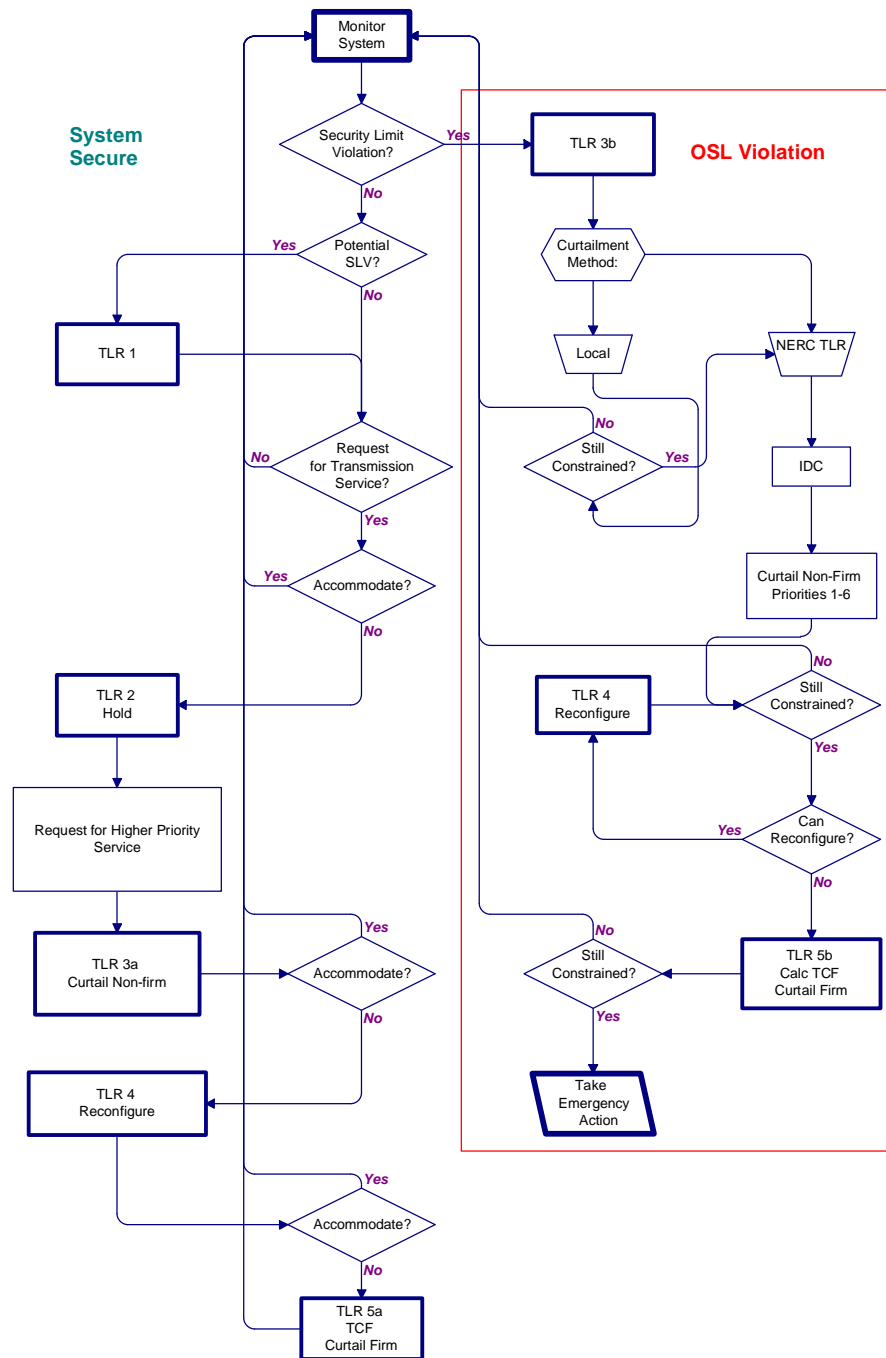 Monitor
System
System
Secure
Security Limit
Violation?
Yes
No
TLR 3b
OSL Violation
Potential
SLV?
Yes
No
Curtailment
Method:
TLR 1
Local
NERC TLR
Request
for Transmission
Service?
No
Yes
No
Still
Constrained?
Yes
IDC
Accommodate?
Yes
No
Curtail Non-Firm
Priorities 1-6
TLR 2
Hold
TLR 4
Reconfigure
No
Still
Constrained?
Yes
Request for Higher Priority
Service
Can
Reconfigure?
Yes
No
TLR 3a
Curtail Non-firm
Yes
Accommodate?
No
No
Still
Constrained?
Yes
TLR 5b
Calc TCF
Curtail Firm
TLR 4
Reconfigure
Take
Emergency
Action
Yes
Accommodate?
No
TLR 5a
TCF
Curtail Firm